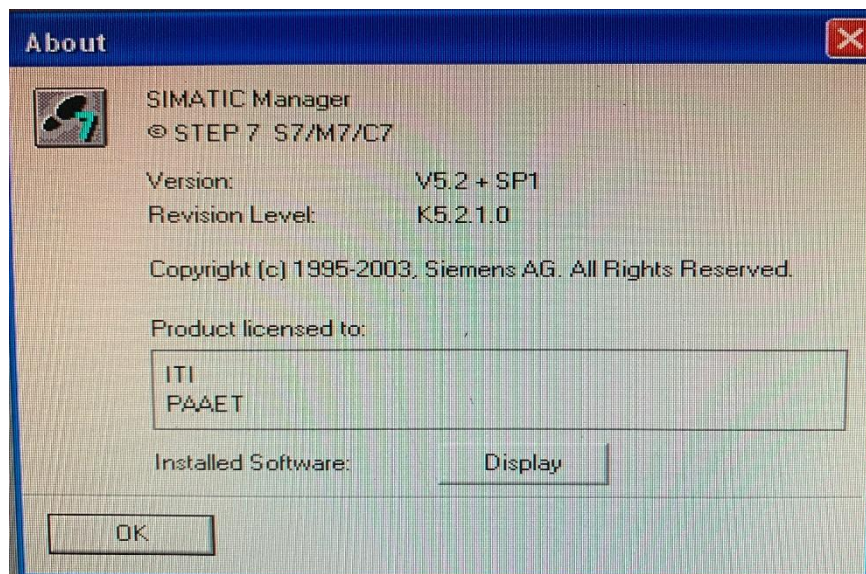 About
SIMATIC Manager
© STEP 7 S7/M7/C7
Version: V5.2 + SP1
Revision Level: K5.2.1.0
Copyright (c) 1995-2003, Siemens AG. All Rights Reserved.
Product licensed to:
ITI
PAAET
Installed Software: Display
OK